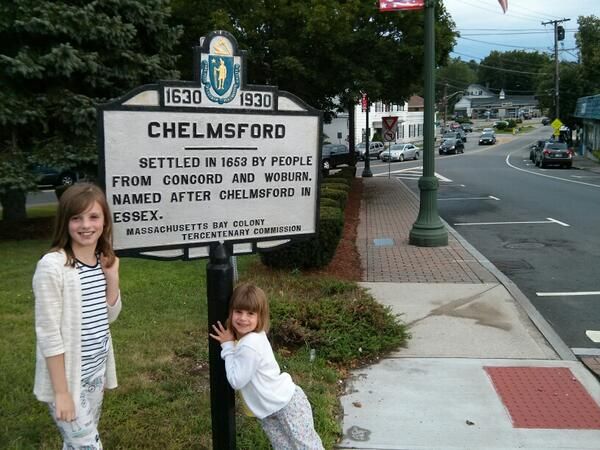 1630 1930
CHELMSFORD
SETTLED IN 1653 BY PEOPLE
FROM CONCORD AND WOBURN.
NAMED AFTER CHELMSFORD IN
ESSEX.
MASSACHUSETTS BAY COLONY
TERCENTENARY COMMISSION